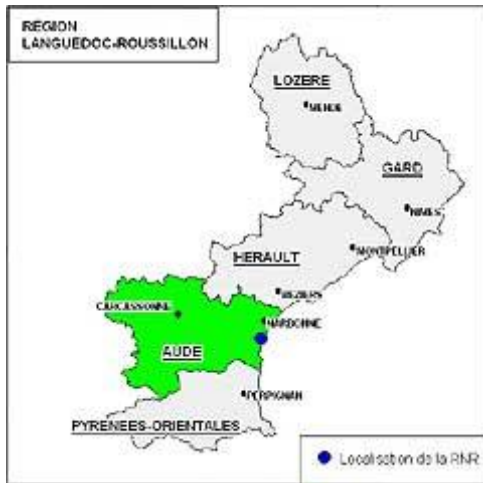 REGION
LANGUEDOC-ROUSSILLON
LOZERE
MENDE
GARD
NIMES
MONTPELLIER
HERAULT
BEZIERS
CARCASSONNE
NARBONNE
AUDE
PERPIGNAN
PYRENEES-ORIENTALES
Localisation de la RNR